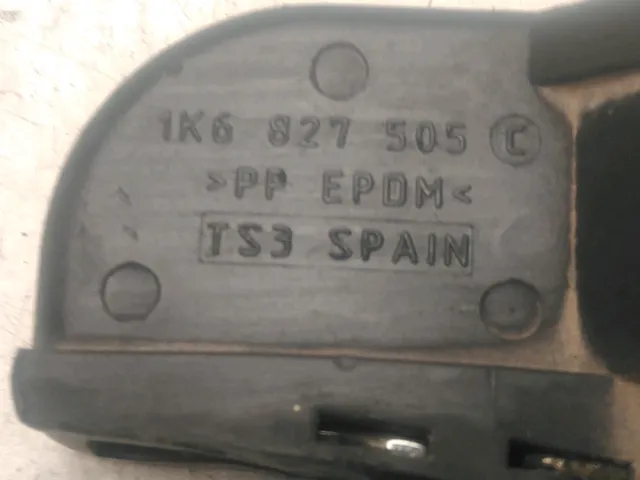 1K6 827 505 C
>PP EPDM<
TS3 SPAIN